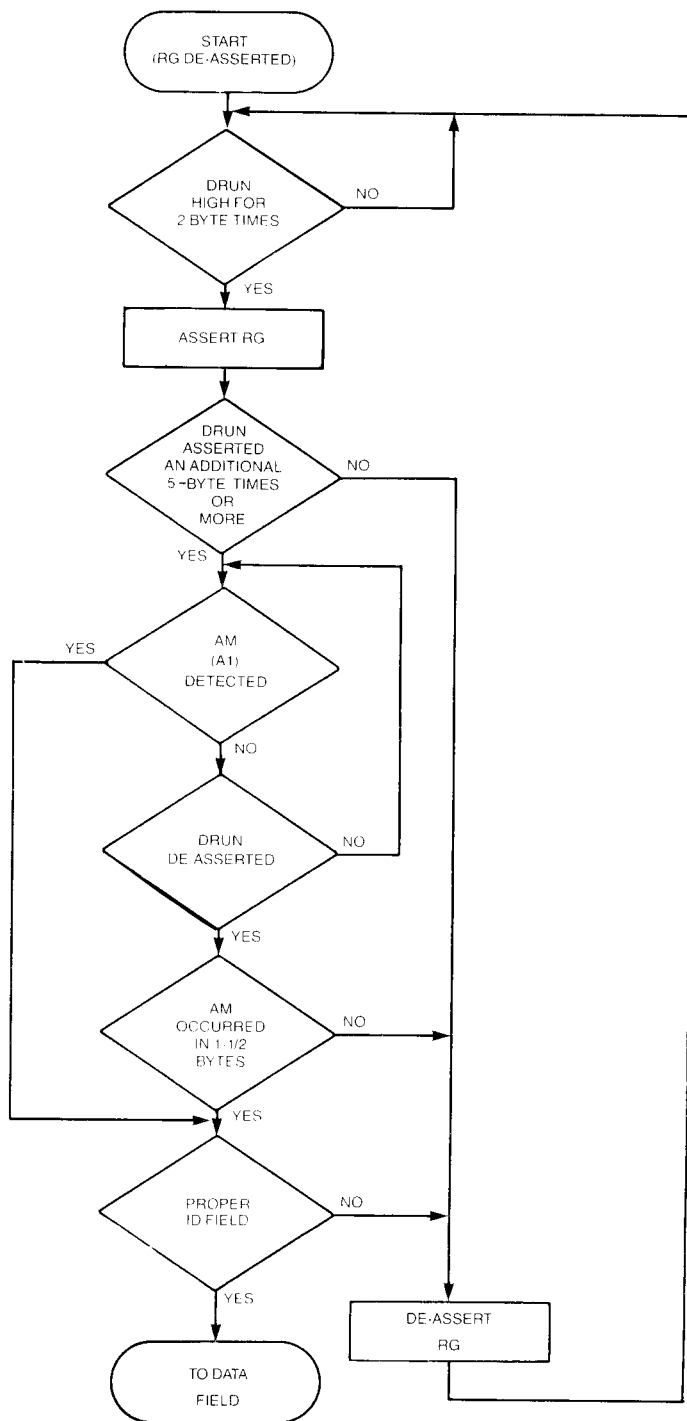 START
(RG DE-ASSERTED)
DRUN
HIGH FOR
2 BYTE TIMES
NO
YES
ASSERT RG
DRUN
ASSERTED
AN ADDITIONAL
5-BYTE TIMES
OR
MORE
NO
YES
AM
(A1)
DETECTED
YES
NO
DRUN
DE ASSERTED
NO
YES
AM
OCCURRED
IN 1-1/2
BYTES
NO
YES
PROPER
ID FIELD
NO
YES
DE-ASSERT
RG
TO DATA
FIELD